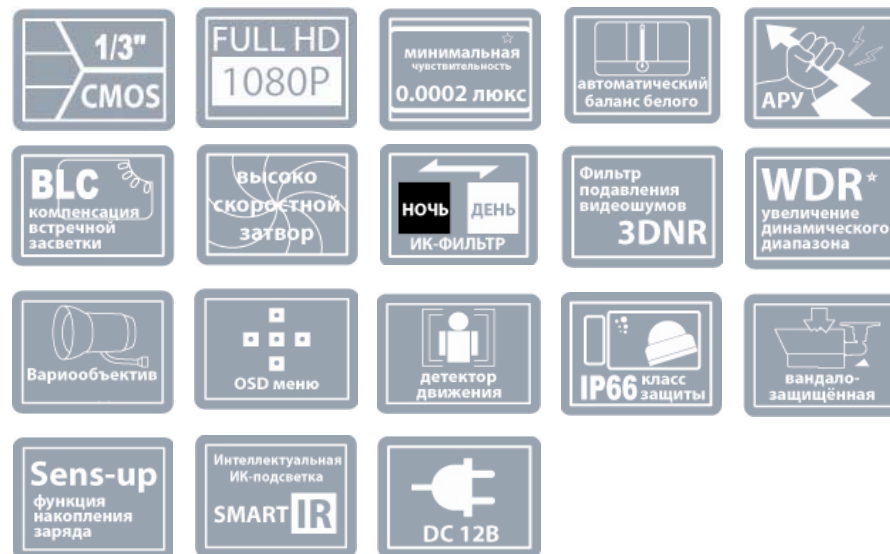 1/3"
CMOS
FULL HD
1080P
минимальная
чувствительность
0.0002 люкс
автоматический
баланс белого
АРУ
BLC
компенсация
встречной
засветки
высоко
скоростной
затвор
НОЧЬ ДЕНЬ
ИК-ФИЛЬТР
Фильтр
подавления
видеошумов
3DNR
WDR*
увеличение
динамического
диапазона
Вариообъектив
OSD меню
детектор
движения
IP66 класс
защиты
вандало-
защищённая
Sens-up
функция
накопления
заряда
Интеллектуальная
ИК-подсветка
SMART IR
DC 12В